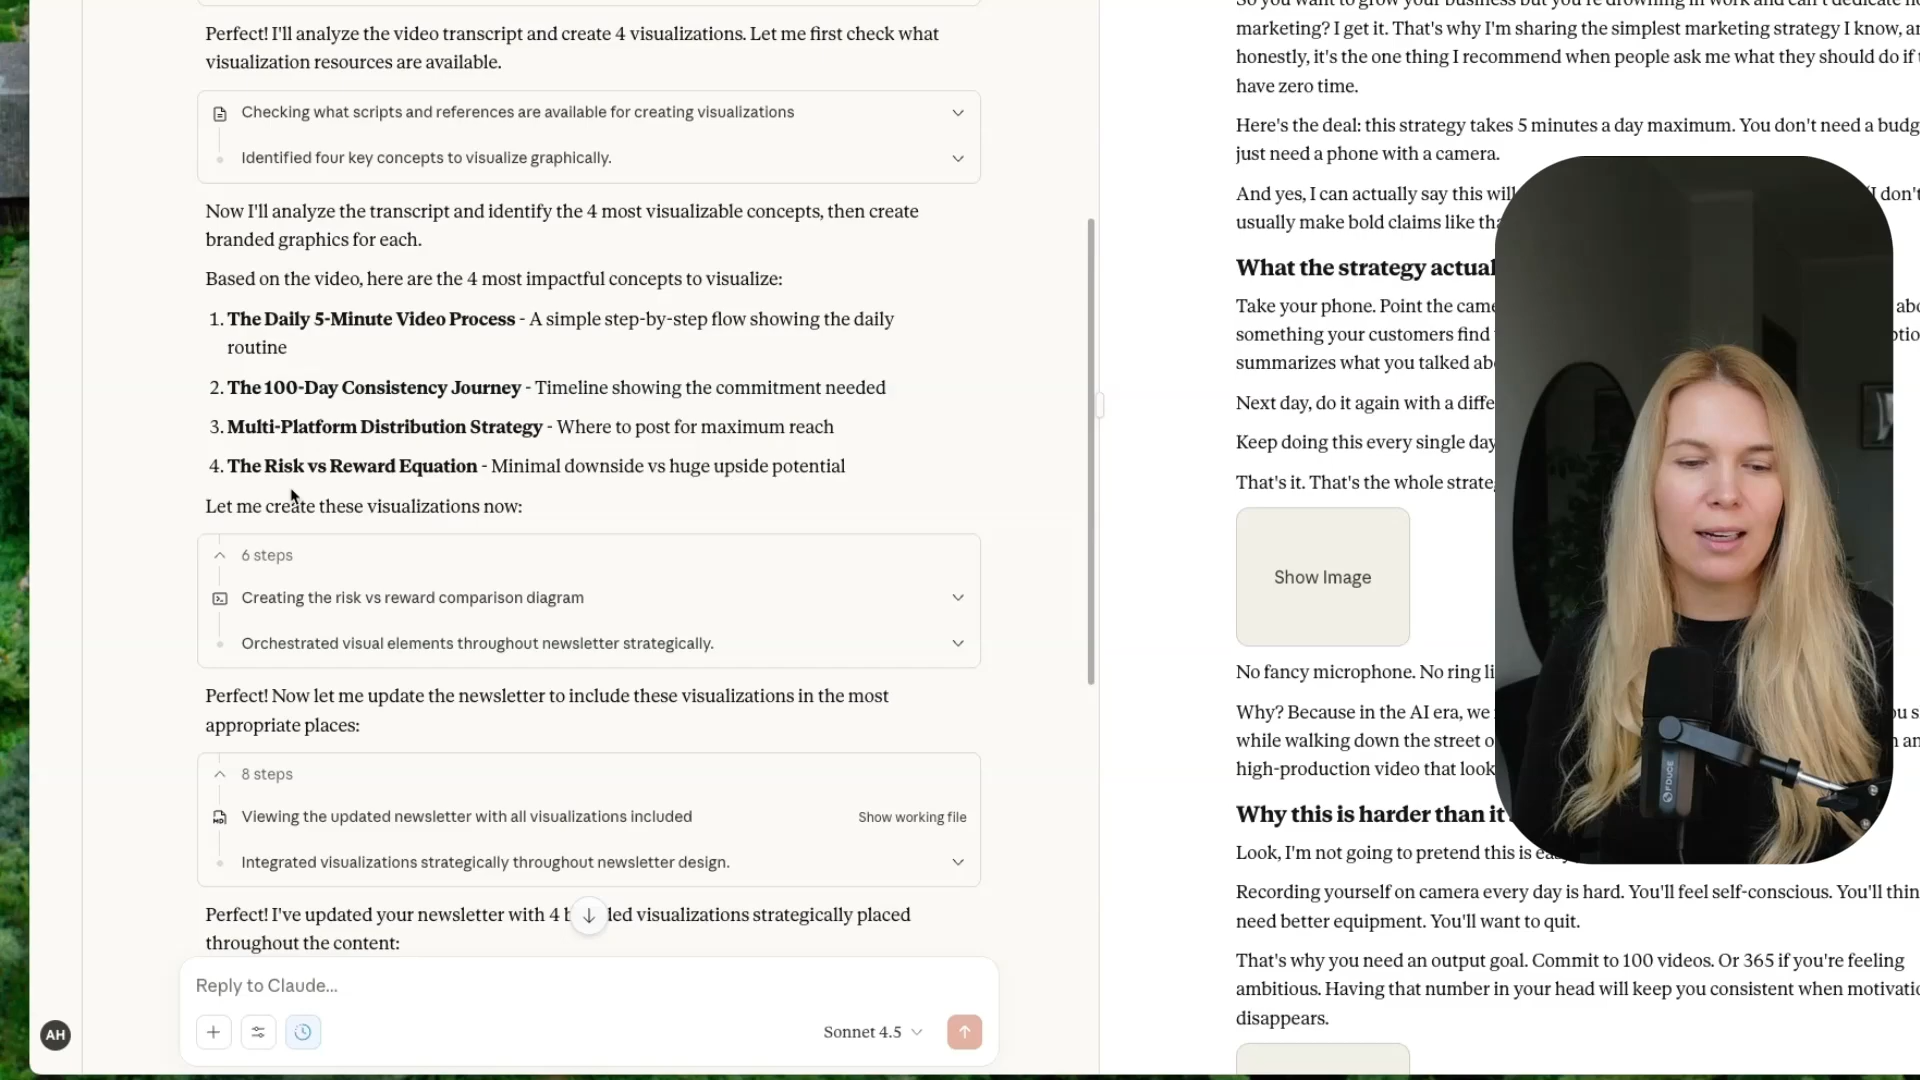 Perfect! I'll analyze the video transcript and create 4 visualizations. Let me first check what
visualization resources are available.
Checking what scripts and references are available for creating visualizations
Identified four key concepts to visualize graphically.
Now I'll analyze the transcript and identify the 4 most visualizable concepts, then create
branded graphics for each.
Based on the video, here are the 4 most impactful concepts to visualize:
1. The Daily 5-Minute Video Process - A simple step-by-step flow showing the daily
routine
2. The 100-Day Consistency Journey - Timeline showing the commitment needed
3. Multi-Platform Distribution Strategy - Where to post for maximum reach
4. The Risk vs Reward Equation - Minimal downside vs huge upside potential
Let me create these visualizations now:
6 steps
Creating the risk vs reward comparison diagram
Orchestrated visual elements throughout newsletter strategically.
Perfect! Now let me update the newsletter to include these visualizations in the most
appropriate places:
8 steps
Viewing the updated newsletter with all visualizations included
Show working file
Integrated visualizations strategically throughout newsletter design.
Perfect! I've updated your newsletter with 4 b ded visualizations strategically placed
throughout the content:
Reply to Claude...
AH
Sonnet 4.5
So you want to grow your business but you're drowning in work and can't dedicate
marketing? I get it. That's why I'm sharing the simplest marketing strategy I know,
honestly, it's the one thing I recommend when people ask me what they should do if
have zero time.
Here's the deal: this strategy takes 5 minutes a day maximum. You don't need a
just need a phone with a camera.
And yes, I can actually say this will I don't
usually make bold claims like
What the strategy
Take your phone. Point the
something your customers find
summarizes what you talked
Next day, do it again with a
Keep doing this every single day
That's it. That's the whole
Show Image
No fancy microphone. No ring
Why? Because in the AI era, we
while walking down the street
high-production video that
Why this is harder than it
Look, I'm not going to pretend this is
Recording yourself on camera every day is hard. You'll feel self-conscious. You'll
need better equipment. You'll want to quit.
That's why you need an output goal. Commit to 100 videos. Or 365 if you're feeling
ambitious. Having that number in your head will keep you consistent when
disappears.
FDUCE